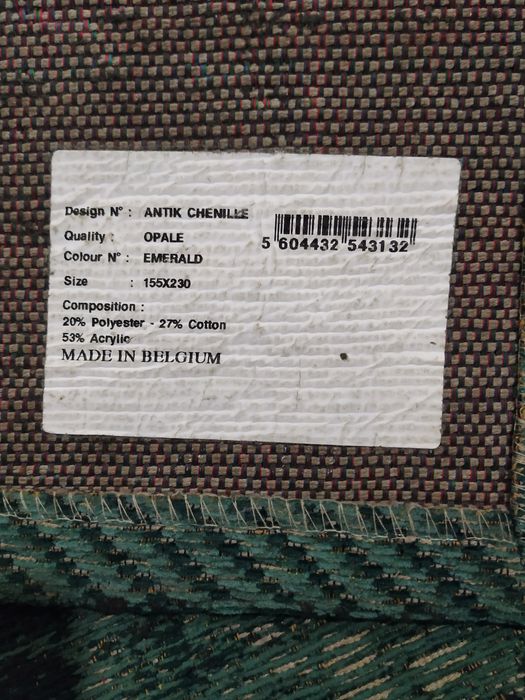 Design N° : ANTIK CHENILLE
Quality : OPALE
Colour N° : EMERALD
Size : 155X230
Composition :
20% Polyester - 27% Cotton
53% Acrylic
MADE IN BELGIUM
5 604432 543132